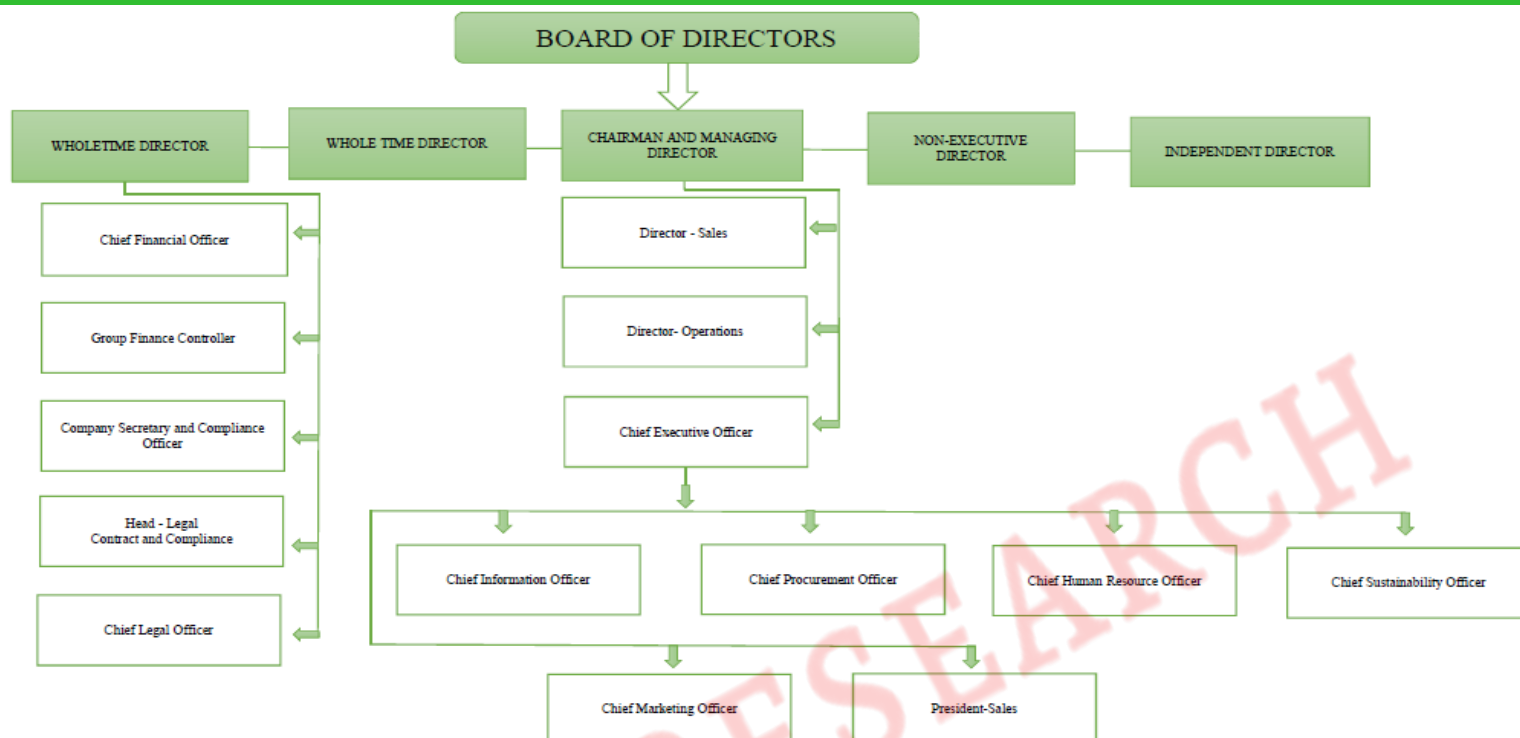 BOARD OF DIRECTORS
WHOLETIME DIRECTOR
WHOLE TIME DIRECTOR
CHAIRMAN AND MANAGING
DIRECTOR
NON-EXECUTIVE
DIRECTOR
INDEPENDENT DIRECTOR
Chief Financial Officer
Group Finance Controller
Company Secretary and Compliance
Officer
Head - Legal
Contract and Compliance
Chief Legal Officer
Director - Sales
Director- Operations
Chief Executive Officer
Chief Information Officer
Chief Procurement Officer
Chief Human Resource Officer
Chief Sustainability Officer
Chief Marketing Officer
President-Sales
ESEARCH